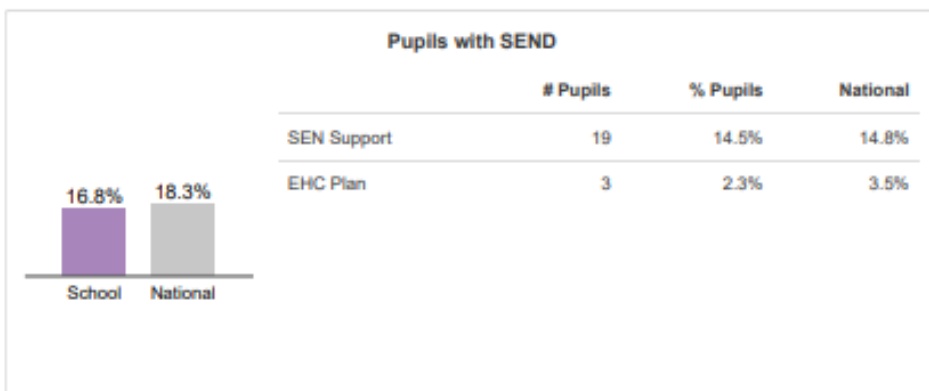 Pupils with SEND
# Pupils % Pupils National
SEN Support 19 14.5% 14.8%
EHC Plan 3 2.3% 3.5%
16.8% 18.3%
School National